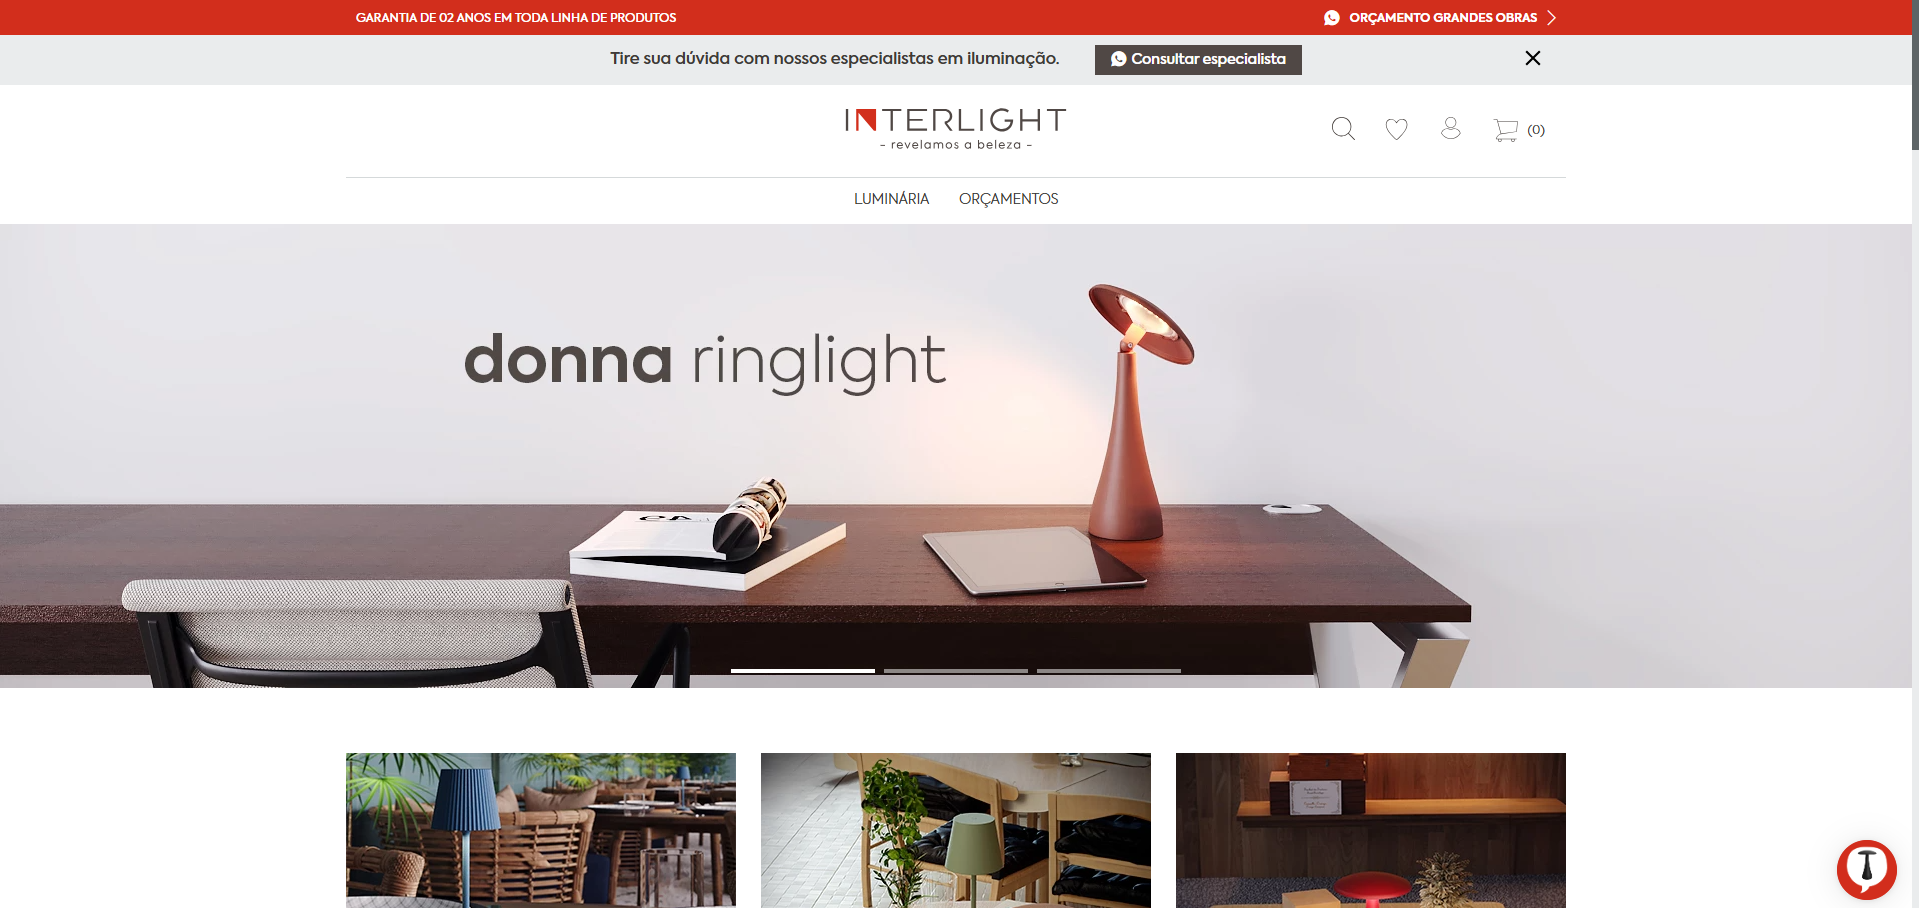 GARANTIA DE 02 ANOS EM TODA LINHA DE PRODUTOS
ORÇAMENTO GRANDES OBRAS
Tire sua dúvida com nossos especialistas em iluminação.
Consultar especialista
INTERLIGHT
- revelamos a beleza -
(0)
LUMINÁRIA
ORÇAMENTOS
donna ringlight